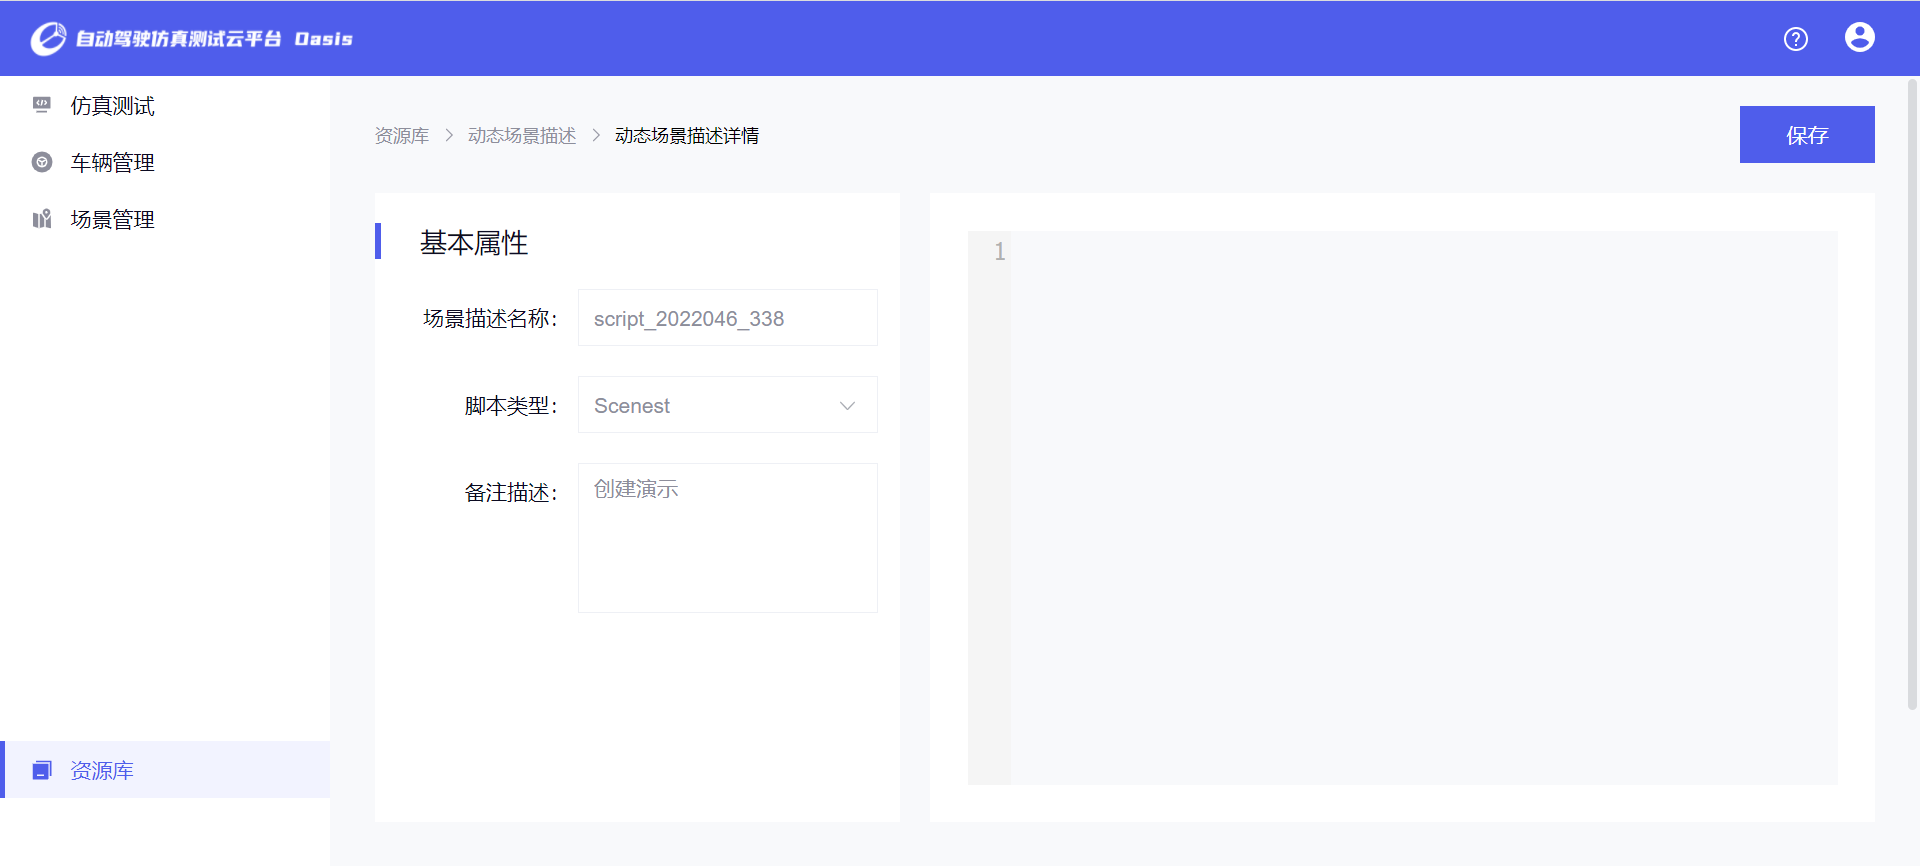 自动驾驶仿真测试云平台 Oasis
仿真测试
车辆管理
场景管理
资源库
资源库 > 动态场景描述 > 动态场景描述详情
保存
基本属性
场景描述名称：
script_2022046_338
脚本类型：
Scenest
备注描述：
创建演示
1